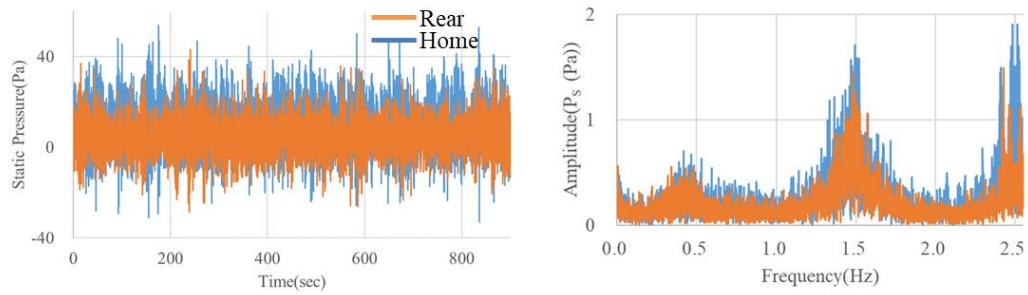 Rear
Home
Static Pressure(Pa)
40
0
-40
0
200
400
600
800
Time(sec)
Amplitude(Pₛ (Pa))
2
1
0
0.0
0.5
1.0
1.5
2.0
2.5
Frequency(Hz)